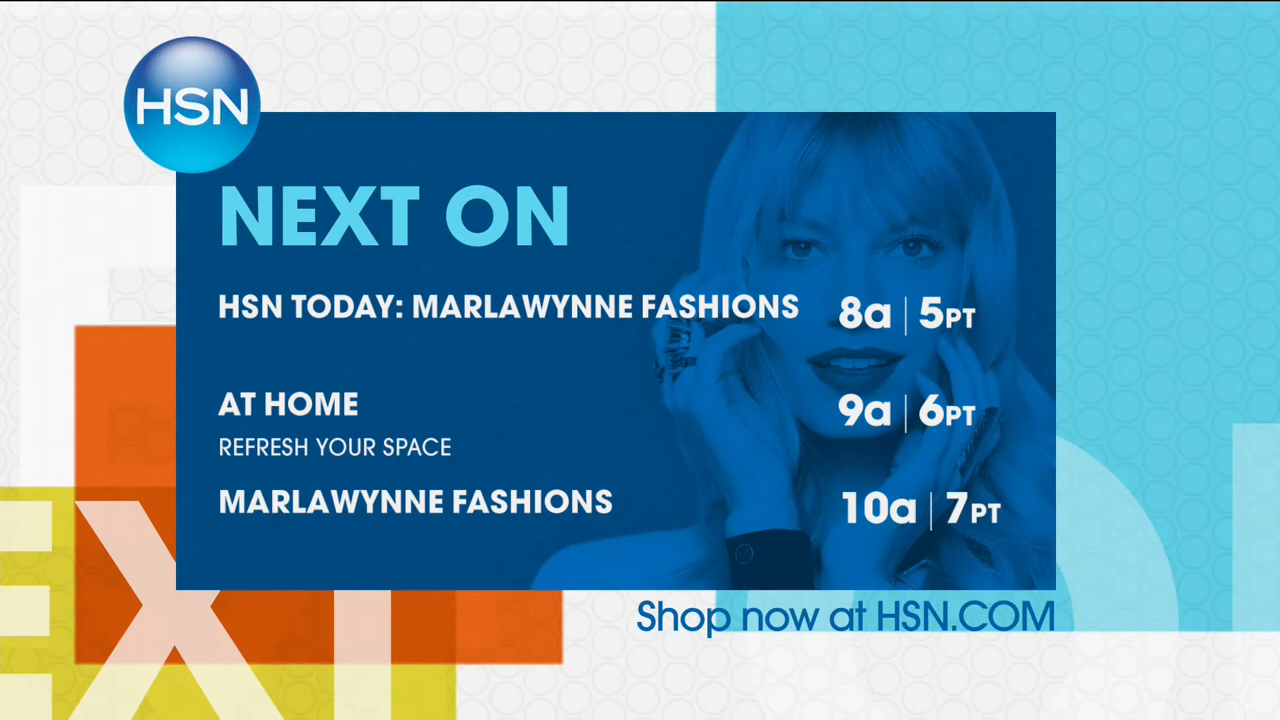 HSN
NEXT ON
HSN TODAY: MARLAWYNNE FASHIONS 8a | 5PT
AT HOME 9a | 6PT
REFRESH YOUR SPACE
MARLAWYNNE FASHIONS 10a | 7PT
Shop now at HSN.COM
EXT